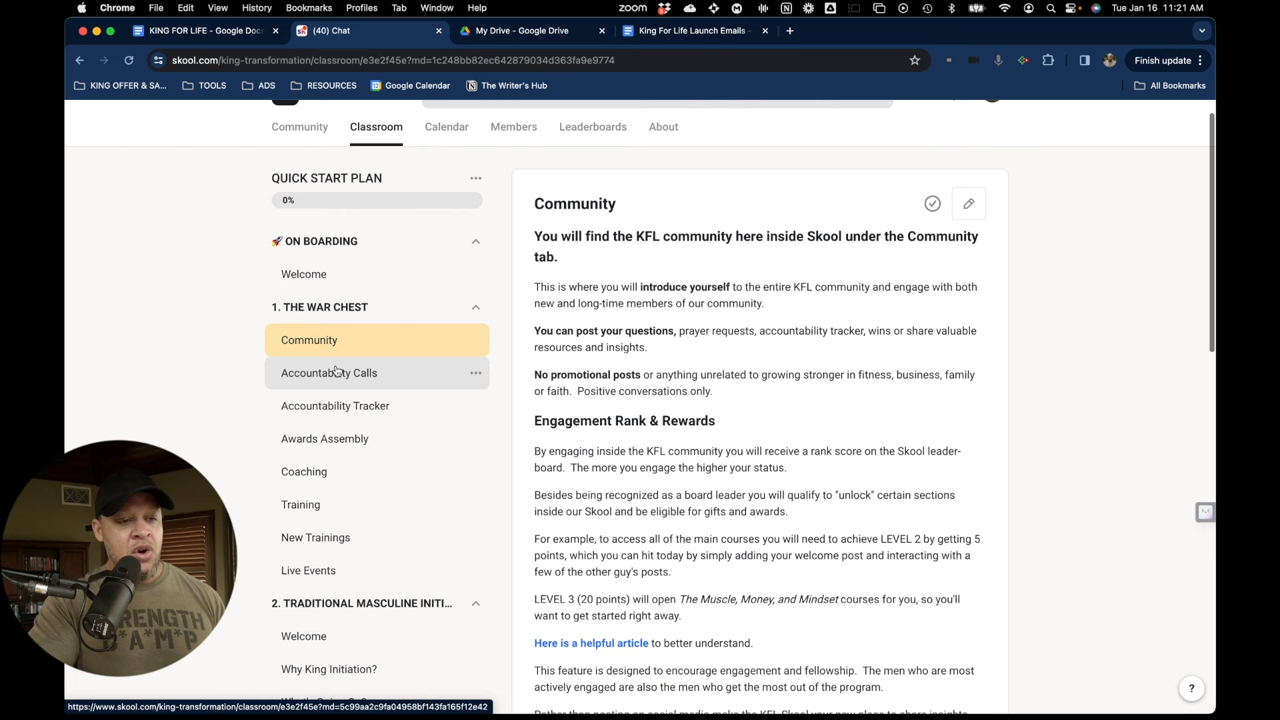 Chrome File Edit View History Bookmarks Profiles Tab Window Help zoom Tue Jan 16 11:21 AM
KING FOR LIFE - Google Doc
(40) Chat
My Drive - Google Drive
King For Life Launch Emails -
skool.com/king-transformation/classroom/e3e2f45e?md=1c248bb82ec642879034d363fa9e9774
Finish update
KING OFFER & SA... TOOLS ADS RESOURCES Google Calendar The Writer's Hub All Bookmarks
Community Classroom Calendar Members Leaderboards About
QUICK START PLAN
0%
🚀 ON BOARDING
Welcome
1. THE WAR CHEST
Community
Accountability Calls
Accountability Tracker
Awards Assembly
Coaching
Training
New Trainings
Live Events
2. TRADITIONAL MASCULINE INITI...
Welcome
Why King Initiation?
https://www.skool.com/king-transformation/classroom/e3e2f45e?md=5c99aa2c9fa04958bf143fa165f12e42
Community
You will find the KFL community here inside Skool under the Community
tab.
This is where you will introduce yourself to the entire KFL community and engage with both
new and long-time members of our community.
You can post your questions, prayer requests, accountability tracker, wins or share valuable
resources and insights.
No promotional posts or anything unrelated to growing stronger in fitness, business, family
or faith. Positive conversations only.
Engagement Rank & Rewards
By engaging inside the KFL community you will receive a rank score on the Skool leader-
board. The more you engage the higher your status.
Besides being recognized as a board leader you will qualify to "unlock" certain sections
inside our Skool and be eligible for gifts and awards.
For example, to access all of the main courses you will need to achieve LEVEL 2 by getting 5
points, which you can hit today by simply adding your welcome post and interacting with a
few of the other guy's posts.
LEVEL 3 (20 points) will open The Muscle, Money, and Mindset courses for you, so you'll
want to get started right away.
Here is a helpful article to better understand.
This feature is designed to encourage engagement and fellowship. The men who are most
actively engaged are also the men who get the most out of the program.
?
STRENGTH
CAMP